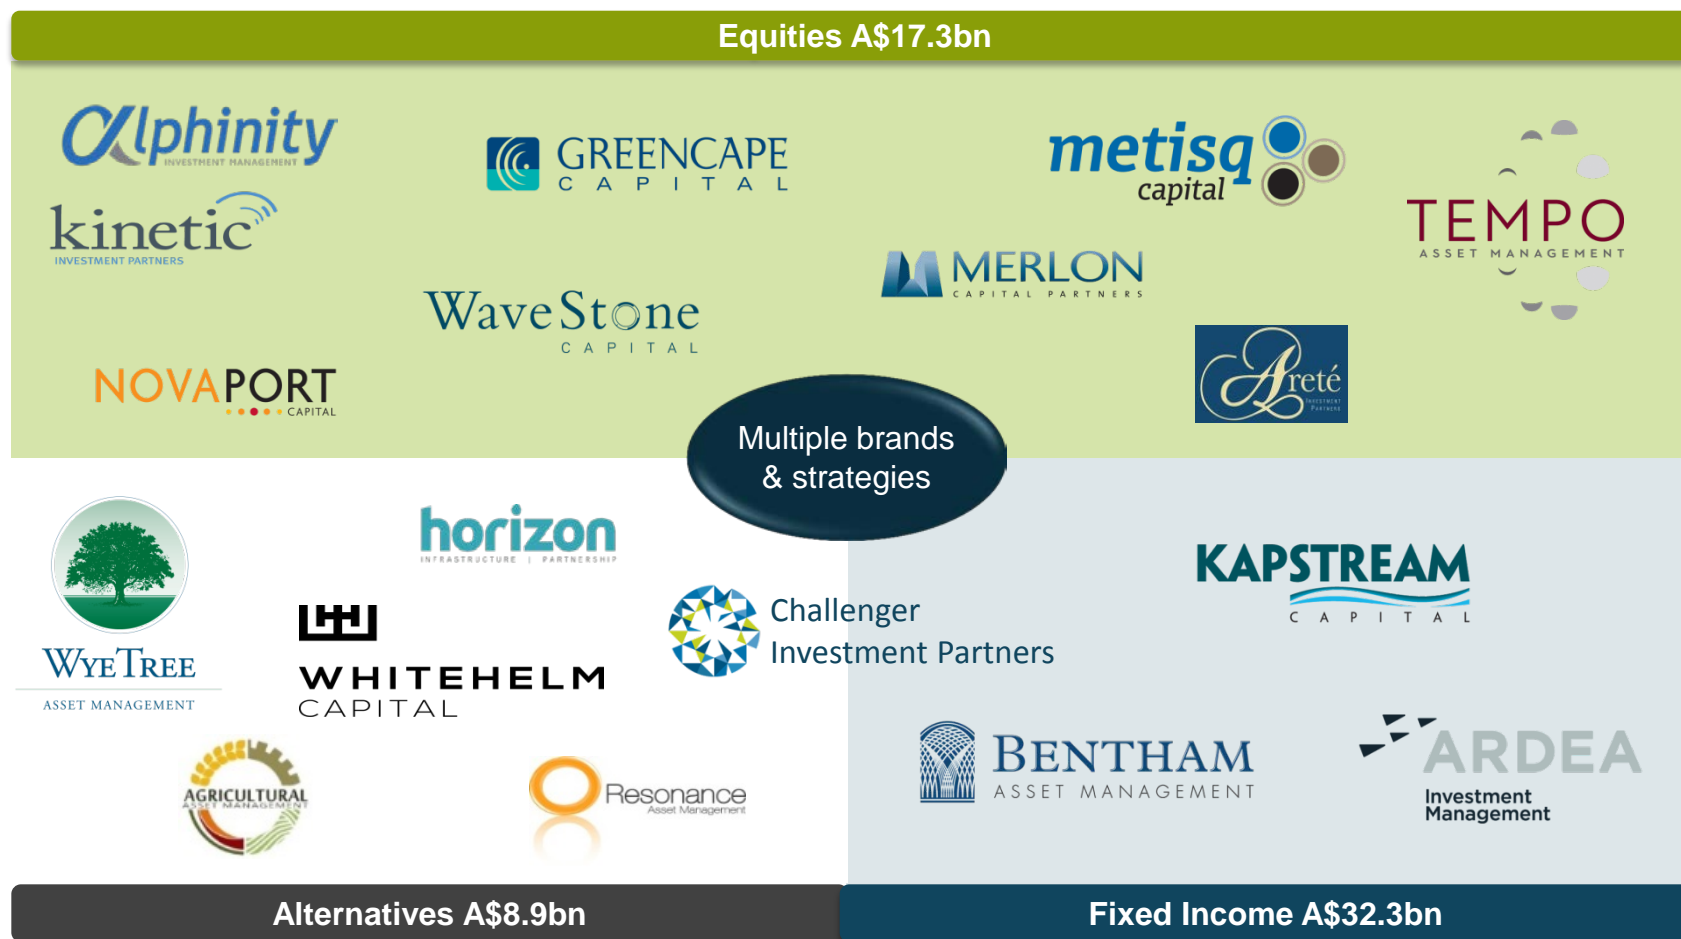 Equities A$17.3bn
αlphinity
INVESTMENT MANAGEMENT
GREENCAPE
CAPITAL
metisq
capital
TEMPO
ASSET MANAGEMENT
kinetic
INVESTMENT PARTNERS
MERLON
CAPITAL PARTNERS
WaveStone
CAPITAL
Areté
INVESTMENT
PARTNERS
NOVAPORT
CAPITAL
Multiple brands
& strategies
horizon
INFRASTRUCTURE | PARTNERSHIP
WYETREE
ASSET MANAGEMENT
WHITEHELM
CAPITAL
Challenger
Investment Partners
KAPSTREAM
CAPITAL
AGRICULTURAL
ASSET MANAGEMENT
Resonance
Asset Management
BENTHAM
ASSET MANAGEMENT
ARDEA
Investment
Management
Alternatives A$8.9bn
Fixed Income A$32.3bn